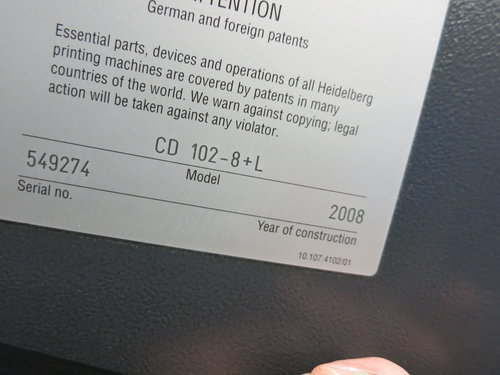 ATTENTION
German and foreign patents
Essential parts, devices and operations of all Heidelberg
printing machines are covered by patents in many
countries of the world. We warn against copying; legal
action will be taken against any violator.
CD 102-8+L
Model
549274
Serial no.
2008
Year of construction
10.107.4102/01